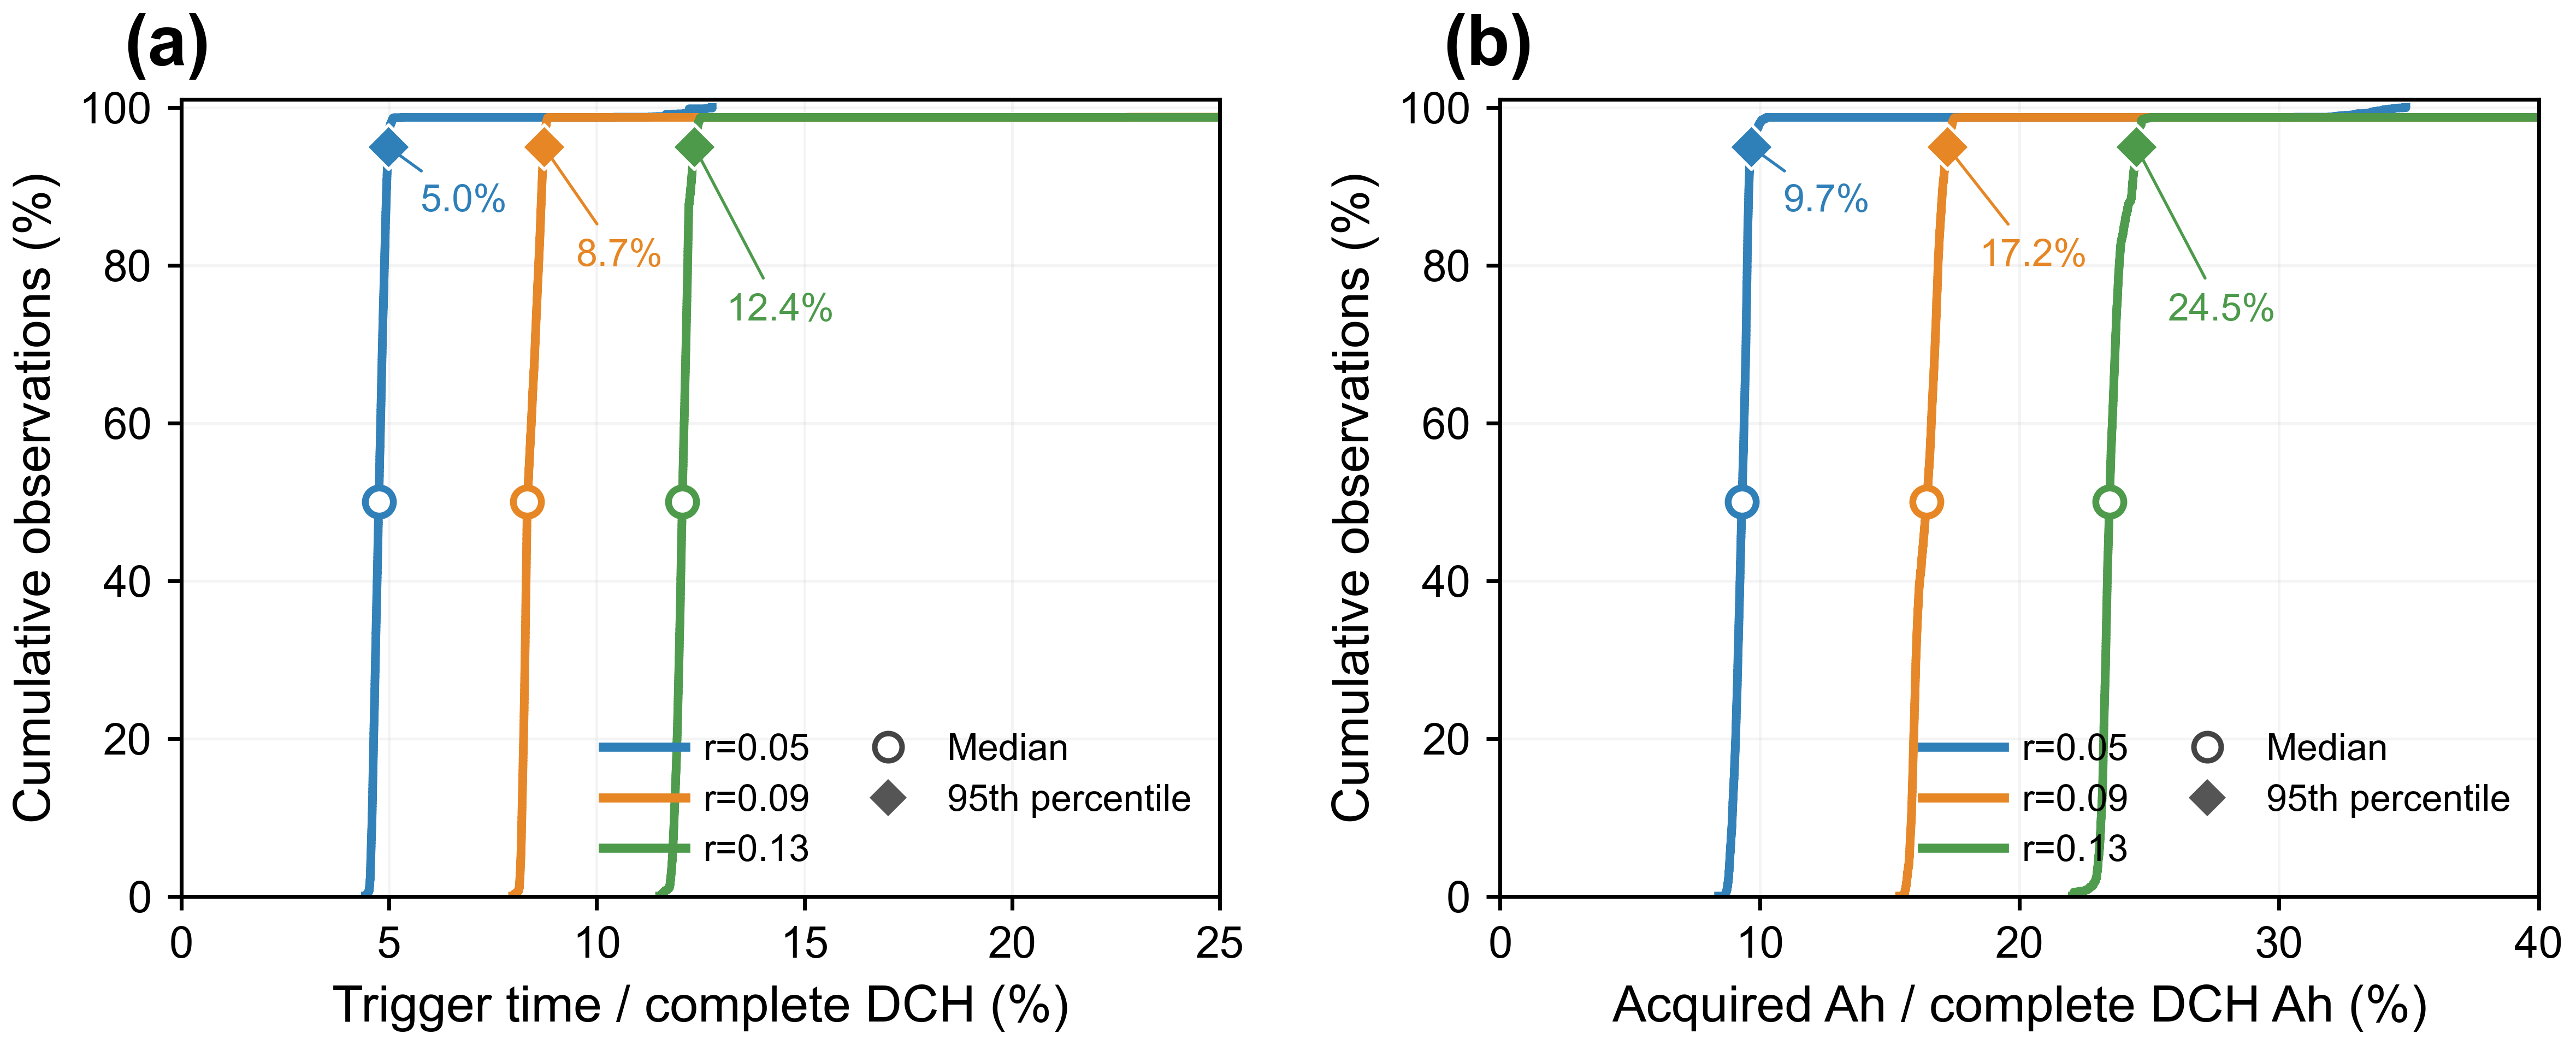 (a)
Cumulative observations (%)
100
80
60
40
20
0
5.0%
8.7%
12.4%
r=0.05
r=0.09
r=0.13
Median
95th percentile
0 5 10 15 20 25
Trigger time / complete DCH (%)
(b)
Cumulative observations (%)
100
80
60
40
20
0
9.7%
17.2%
24.5%
r=0.05
r=0.09
r=0.13
Median
95th percentile
0 10 20 30 40
Acquired Ah / complete DCH Ah (%)